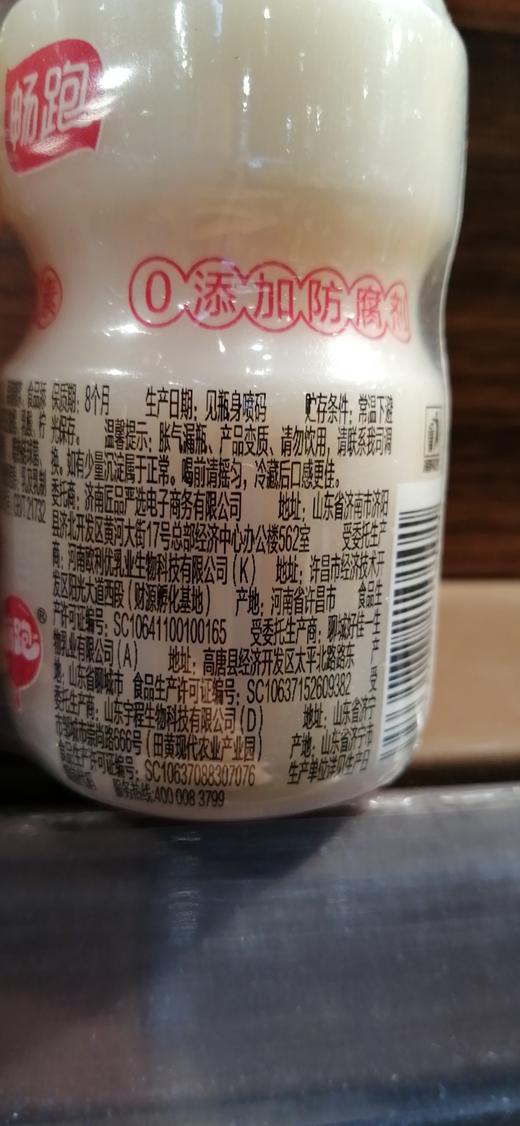 畅跑
0添加防腐剂
保质期：8个月 生产日期：见瓶身喷码 贮存条件：常温下避
光保存。 温馨提示：胀气漏瓶、产品变质、请勿饮用，请联系我司调
换。如有少量沉淀属于正常。喝前请摇匀，冷藏后口感更佳。
委托商：济南匠品严选电子商务有限公司 地址：山东省济南市济阳
县济北开发区黄河大街17号总部经济中心办公楼562室 受委托生产
商：河南欧利优乳业生物科技有限公司(K) 地址：许昌市经济技术开
发区阳光大道西段(财源孵化基地) 产地：河南省许昌市 食品生
产许可证编号：SC10641100100165 受委托生产商：聊城好佳一生
物乳业有限公司(A) 地址：高唐县经济开发区太平北路路东 产
地：山东省聊城市 食品生产许可证编号：SC10637152609382 受
委托生产商：山东宇程生物科技有限公司(D) 地址：山东省济宁
路666号(田黄现代农业产业园) 产地：山东省济宁市
食品生产许可证编号：SC10637088307076 生产单位详见生产日
服务热线：400 008 3799
跑®